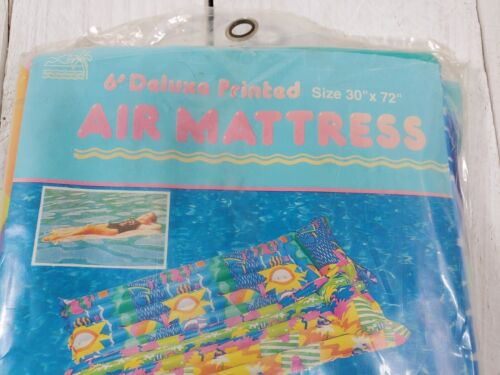 6' Deluxe Printed Size 30" x 72"
AIR MATTRESS